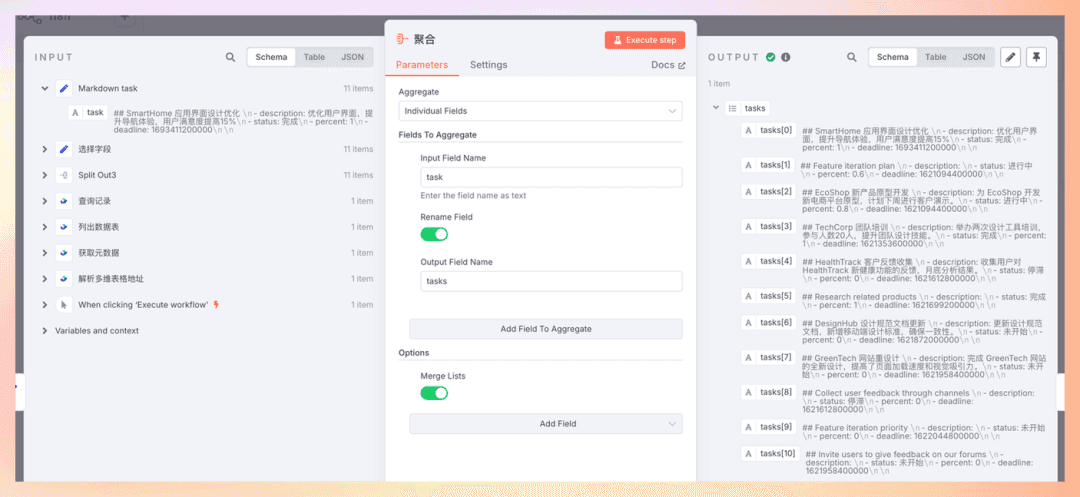 n8n
INPUT
Schema
Table
JSON
Markdown task
11 items
A task
## SmartHome 应用界面设计优化 \n - description: 优化用户界面，提
升导航体验，用户满意度提高15%\n - status: 完成\n - percent: 1\n -
deadline: 1693411200000\n \n
选择字段
11 items
Split Out3
11 items
查询记录
1 item
列出数据表
1 item
获取元数据
1 item
解析多维表格地址
1 item
When clicking ‘Execute workflow’
1 item
Variables and context
聚合
Execute step
Parameters
Settings
Docs
Aggregate
Individual Fields
Fields To Aggregate
Input Field Name
task
Enter the field name as text
Rename Field
Output Field Name
tasks
Add Field To Aggregate
Options
Merge Lists
Add Field
OUTPUT
Schema
Table
JSON
1 item
tasks
A tasks[0]
## SmartHome 应用界面设计优化 \n - description: 优化用户界
面，提升导航体验，用户满意度提高15%\n - status: 完成\n -
percent: 1\n - deadline: 1693411200000\n \n
A tasks[1]
## Feature iteration plan \n - description: \n - status: 进行中
\n - percent: 0.6\n - deadline: 1621094400000\n \n
A tasks[2]
## EcoShop 新产品原型开发 \n - description: 为 EcoShop 开发
新电商平台原型，计划下周进行客户演示。\n - status: 进行中\n -
percent: 0.8\n - deadline: 1621094400000\n \n
A tasks[3]
## TechCorp 团队培训 \n - description: 举办两次设计工具培训，
参与人数20人，提升团队设计技能。\n - status: 完成\n - percent:
1\n - deadline: 1621353600000\n \n
A tasks[4]
## HealthTrack 客户反馈收集 \n - description: 收集用户对
HealthTrack 新健康功能的反馈，月底分析结果。\n - status: 停滞
\n - percent: 0\n - deadline: 1621612800000\n \n
A tasks[5]
## Research related products \n - description: \n - status: 完成
\n - percent: 1\n - deadline: 1621699200000\n \n
A tasks[6]
## DesignHub 设计规范文档更新 \n - description: 更新设计规范
文档，新增移动端设计标准，确保一致性。\n - status: 未开始\n -
percent: 0\n - deadline: 1621872000000\n \n
A tasks[7]
## GreenTech 网站重设计 \n - description: 完成 GreenTech 网站
的全新设计，提高了页面加载速度和视觉吸引力。\n - status: 未开
始\n - percent: 0\n - deadline: 1621958400000\n \n
A tasks[8]
## Collect user feedback through channels \n - description:
\n - status: 停滞\n - percent: 0\n - deadline:
1621612800000\n \n
A tasks[9]
## Feature iteration priority \n - description: \n - status: 未开始
\n - percent: 0\n - deadline: 1622044800000\n \n
A tasks[10]
## Invite users to give feedback on our forums \n -
description: \n - status: 未开始\n - percent: 0\n - deadline:
1621958400000\n \n